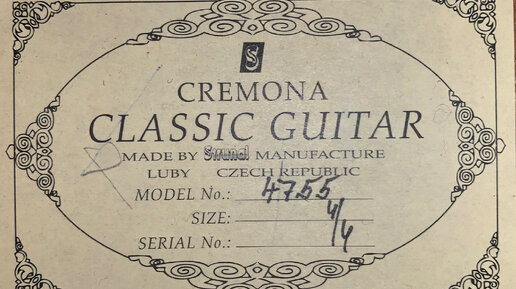 S
CREMONA
CLASSIC GUITAR
MADE BY Strunal MANUFACTURE
LUBY CZECH REPUBLIC
MODEL No.: 4755
SIZE: 4/4
SERIAL No.: